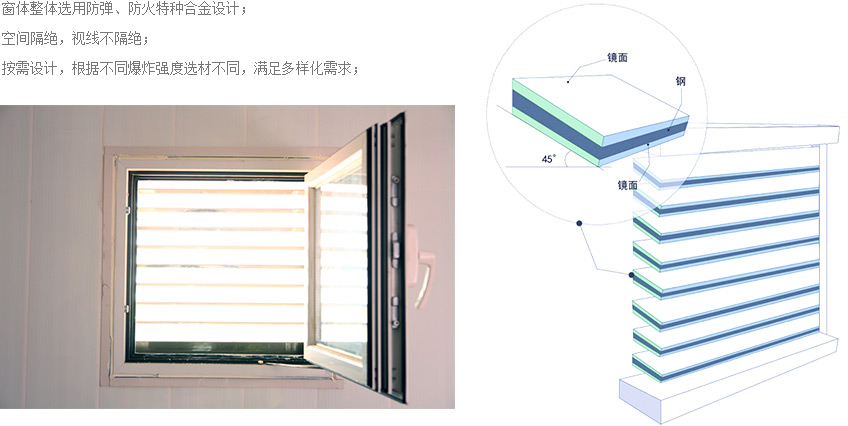 窗体整体选用防弹、防火特种合金设计；
空间隔绝，视线不隔绝；
按需设计，根据不同爆炸强度选材不同，满足多样化需求；
镜面
钢
45°
镜面